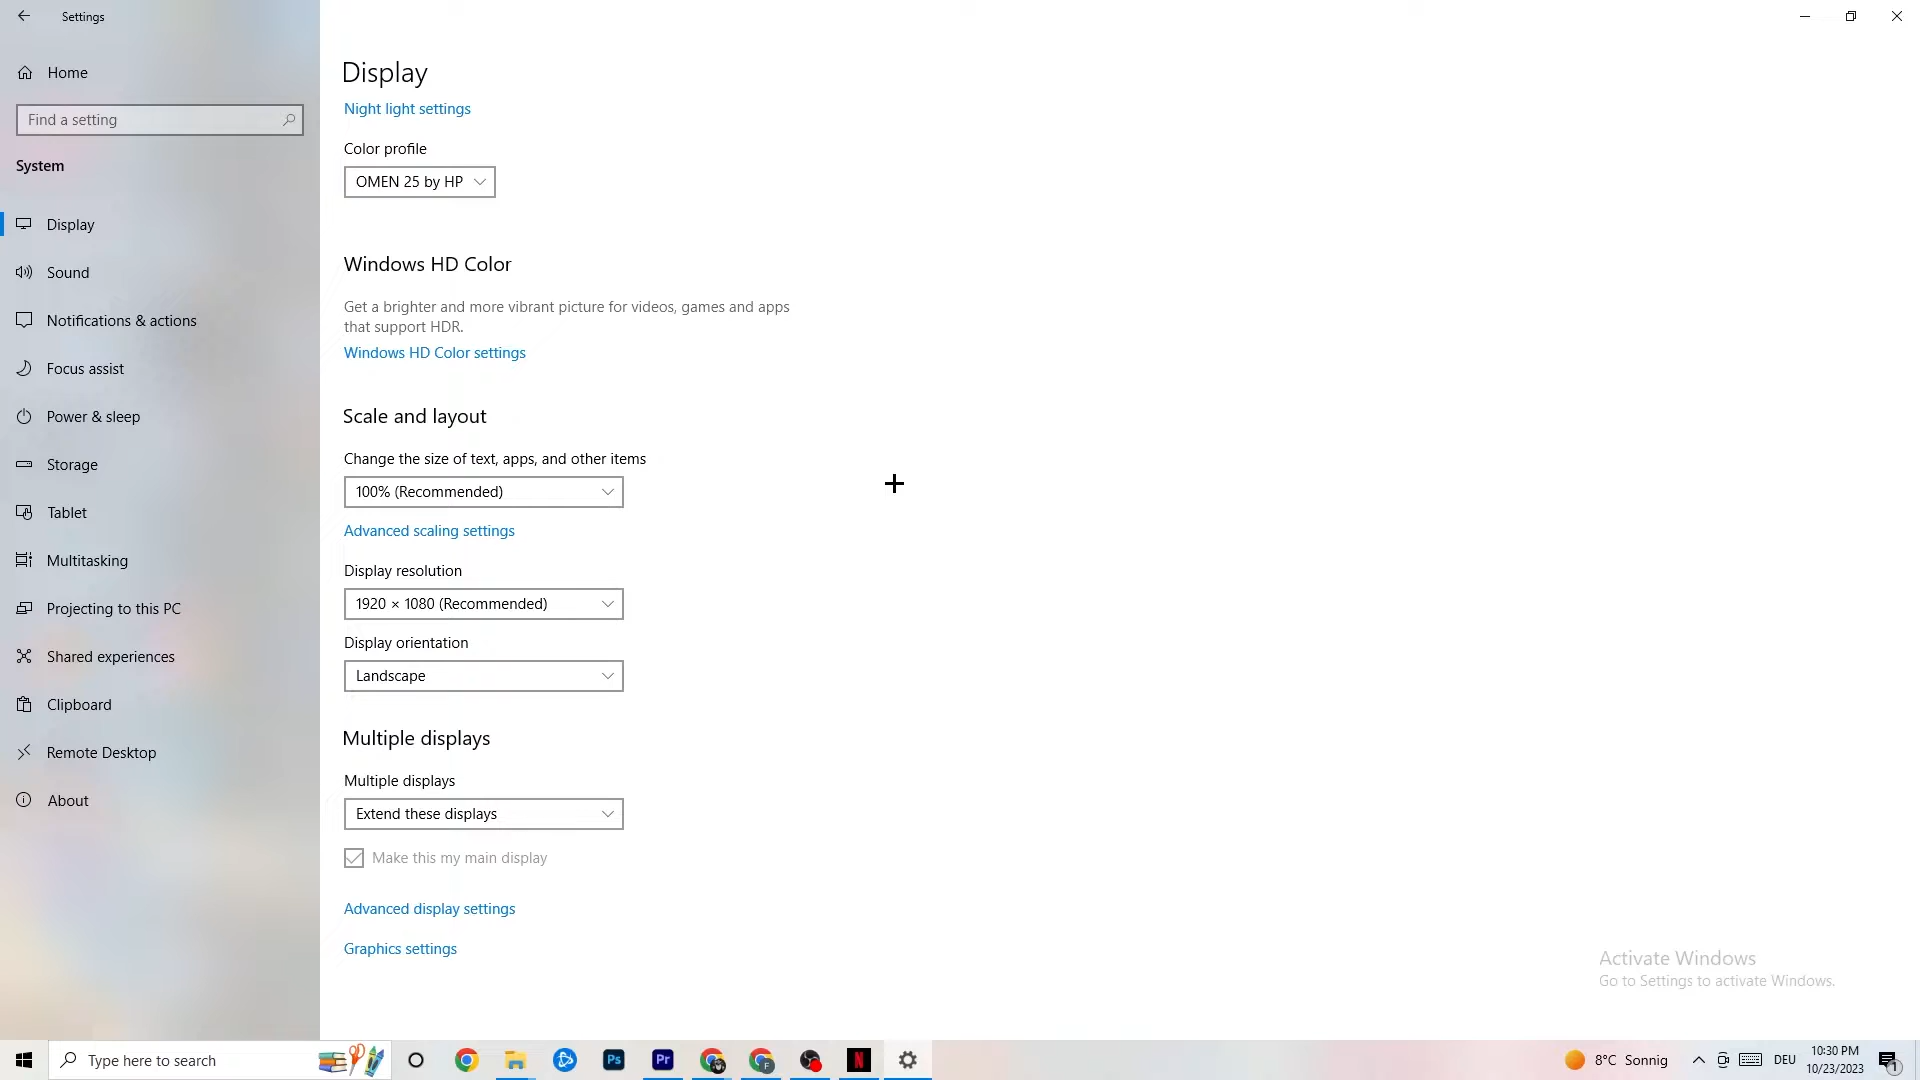 Settings
Home
Find a setting
System
Display
Sound
Notifications & actions
Focus assist
Power & sleep
Storage
Tablet
Multitasking
Projecting to this PC
Shared experiences
Clipboard
Remote Desktop
About
Display
Night light settings
Color profile
OMEN 25 by HP
Windows HD Color
Get a brighter and more vibrant picture for videos, games and apps
that support HDR.
Windows HD Color settings
Scale and layout
Change the size of text, apps, and other items
100% (Recommended)
Advanced scaling settings
Display resolution
1920 × 1080 (Recommended)
Display orientation
Landscape
Multiple displays
Multiple displays
Extend these displays
Make this my main display
Advanced display settings
Graphics settings
Activate Windows
Go to Settings to activate Windows.
Type here to search
Ps
Pr
F
N
8°C Sonnig
DEU
10:30 PM
10/23/2023
1